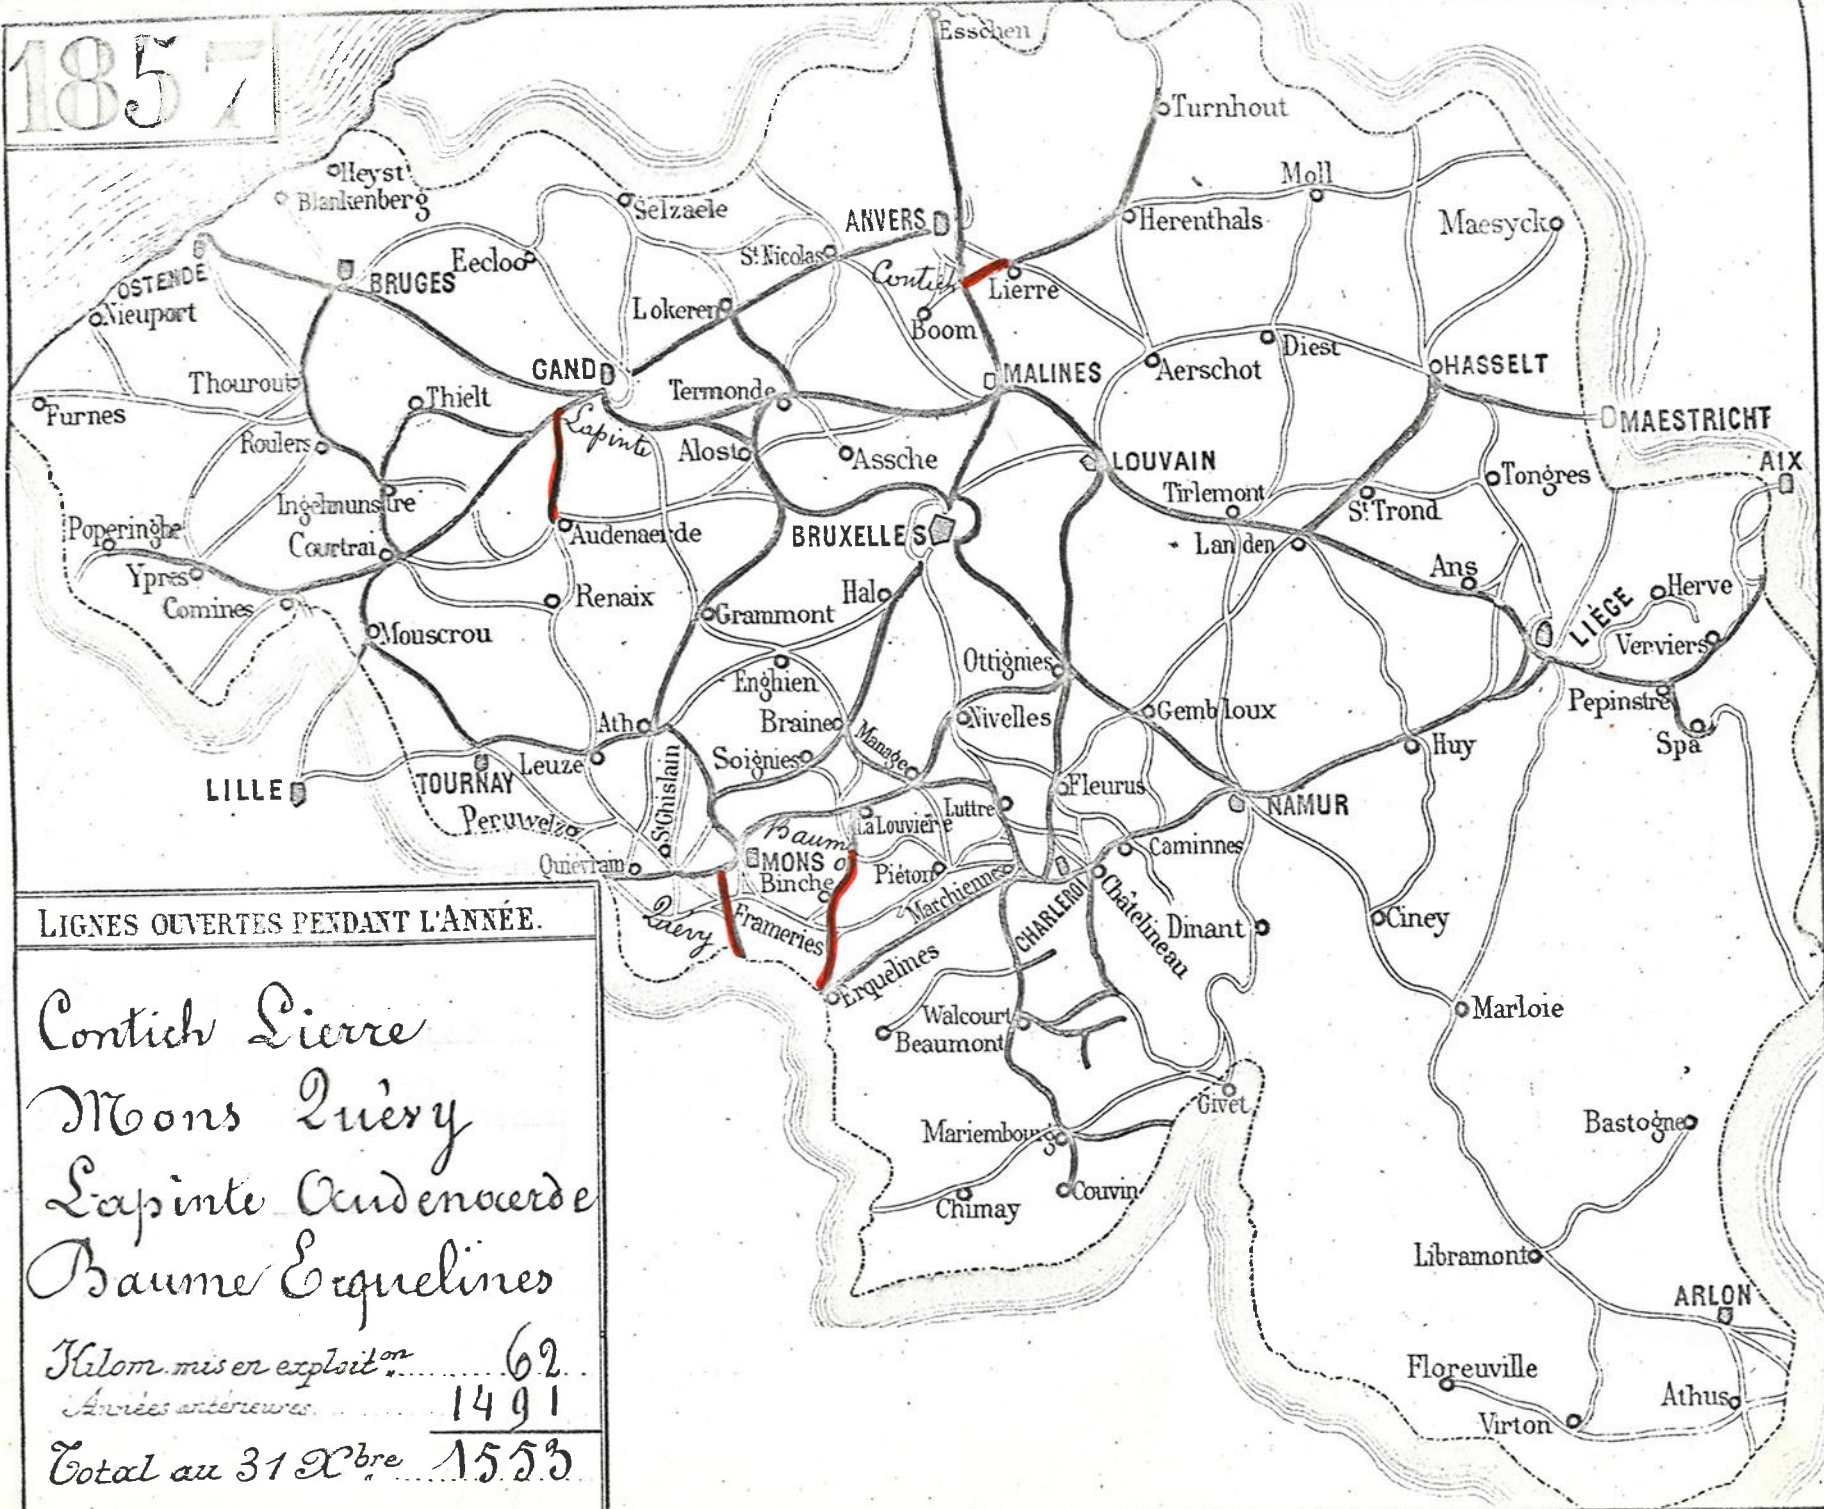 1857
Esschen
Turnhout
Heyst
Blankenberg
Selzaele
Moll
ANVERS
Herenthals
Maesyck
Eecloo
St Nicolas
Contich
OSTENDE
BRUGES
Lierre
Nieuport
Lokeren
Boom
Diest
GAND
MALINES
Aerschot
HASSELT
Thourout
Thielt
Termonde
Furnes
Lapinte
MAESTRICHT
Roulers
Alost
Assche
LOUVAIN
AIX
Tirlemont
Tongres
Ingelmunstre
St Trond
Poperinghe
Audenaerde
BRUXELLES
Courtrai
Landen
Ypres
Ans
Comines
Renaix
Hal
Herve
Grammont
LIÉGE
Mouscrou
Verviers
Ottignies
Enghien
Pepinstre
Ath
Braine
Nivelles
Gembloux
Manage
Spa
Soignies
Huy
Leuze
LILLE
TOURNAY
St Ghislain
Fleurus
NAMUR
Peruwelz
La Louvière
Luttre
Baume
Caminnes
Quiévrain
MONS
Piéton
Binche
Marchienne
CHARLEROI
Châtelineau
Quévy
Frameries
Dinant
Ciney
Erquelines
Walcourt
Marloie
Beaumont
Givet
Mariembourg
Bastogne
Couvin
Chimay
Libramont
ARLON
Floreuville
Athus
Virton
LIGNES OUVERTES PENDANT L'ANNÉE.
Contich Lierre
Mons Quévy
Lapinte Audenaerde
Baume Erquelines
Kilom. mis en exploiton 62
Années antérieures 1491
Total au 31 Xbre 1553